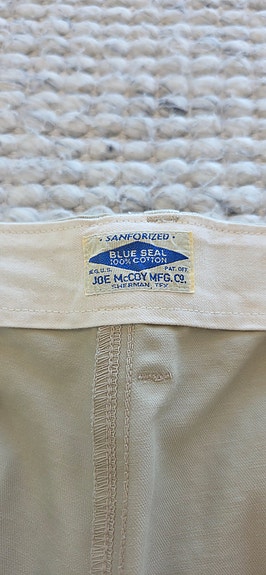 · SANFORIZED ·
BLUE SEAL
100% COTTON
REG. U.S. PAT. OFF.
JOE McCOY MFG. CO.
SHERMAN, TEX